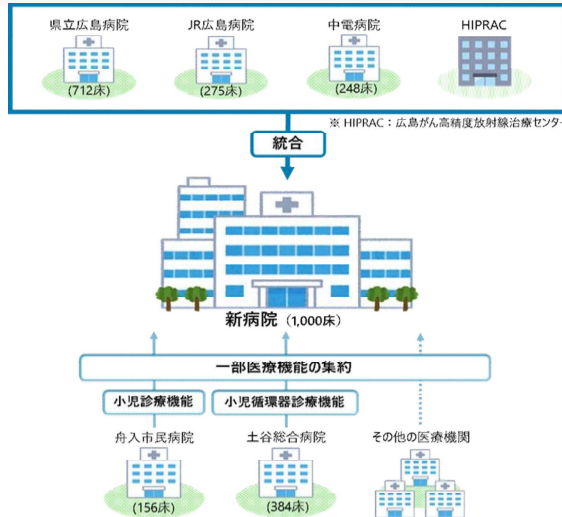 県立広島病院
JR広島病院
中電病院
HIPRAC
(712床)
(275床)
(248床)
※ HIPRAC：広島がん高精度放射線治療センター
統合
新病院 (1,000床)
一部医療機能の集約
小児診療機能
小児循環器診療機能
舟入市民病院
土谷総合病院
その他の医療機関
(156床)
(384床)